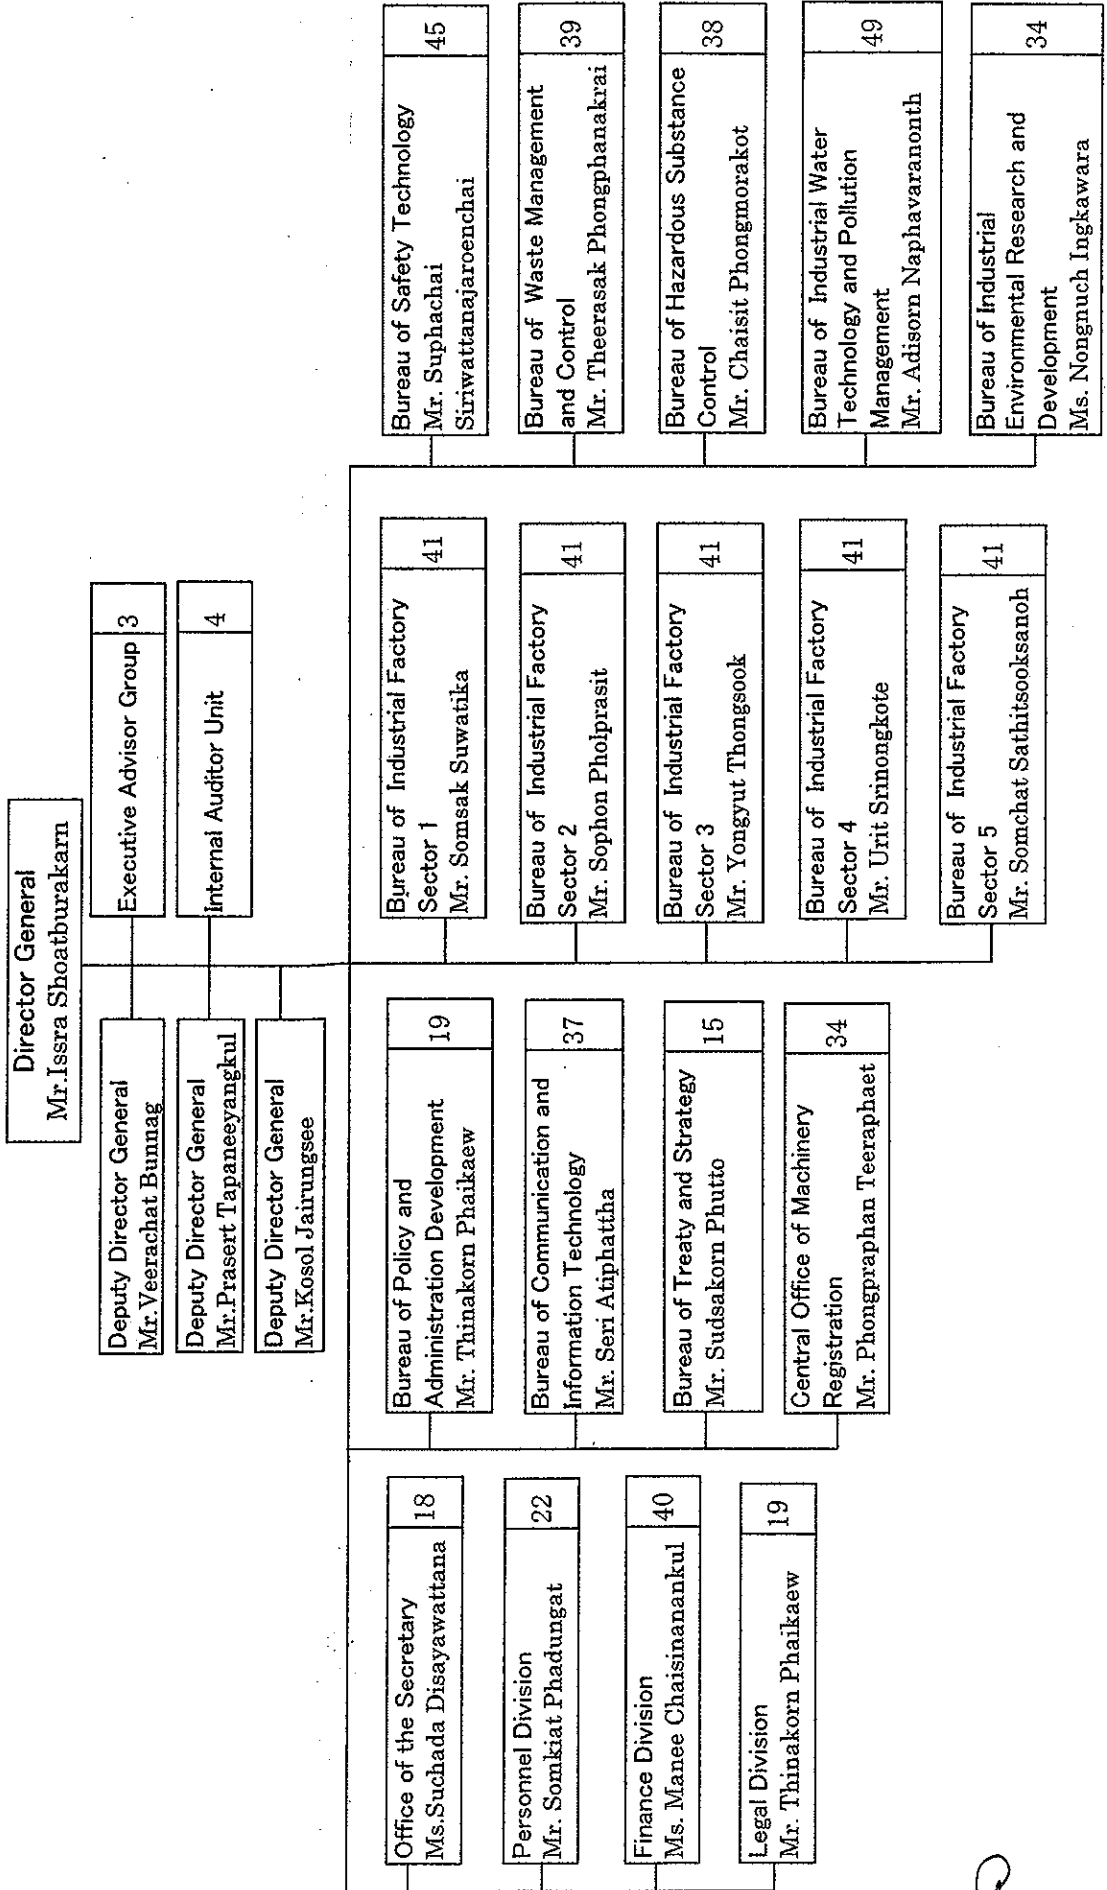 Director General
Mr.Issra Shoatburakarn
Deputy Director General
Mr.Veerachat Bunnag
Deputy Director General
Mr.Prasert Tapaneeyangkul
Deputy Director General
Mr.Kosol Jairungsee
Executive Advisor Group 3
Internal Auditor Unit 4
Office of the Secretary
Ms.Suchada Disayawattana
18
Personnel Division
Mr. Somkiat Phadungat
22
Finance Division
Ms. Manee Chaisinanankul
40
Legal Division
Mr. Thinakorn Phaikaew
19
Bureau of Policy and
Administration Development
Mr. Thinakorn Phaikaew
19
Bureau of Communication and
Information Technology
Mr. Seri Atiphattha
37
Bureau of Treaty and Strategy
Mr. Sudsakorn Phutto
15
Central Office of Machinery
Registration
Mr. Phongpraphan Teeraphaet
34
Bureau of Industrial Factory
Sector 1
Mr. Somsak Suwatika
41
Bureau of Industrial Factory
Sector 2
Mr. Sophon Pholprasit
41
Bureau of Industrial Factory
Sector 3
Mr. Yongyut Thongsook
41
Bureau of Industrial Factory
Sector 4
Mr. Urit Srinongkote
41
Bureau of Industrial Factory
Sector 5
Mr. Somchat Sathitsooksanoh
41
Bureau of Safety Technology
Mr. Suphachai
Siriwattanajaroenchai
45
Bureau of Waste Management
and Control
Mr. Theerasak Phongphanakrai
39
Bureau of Hazardous Substance
Control
Mr. Chaisit Phongmorakot
38
Bureau of Industrial Water
Technology and Pollution
Management
Mr. Adisorn Naphavaranonth
49
Bureau of Industrial
Environmental Research and
Development
Ms. Nongnuch Ingkawara
34